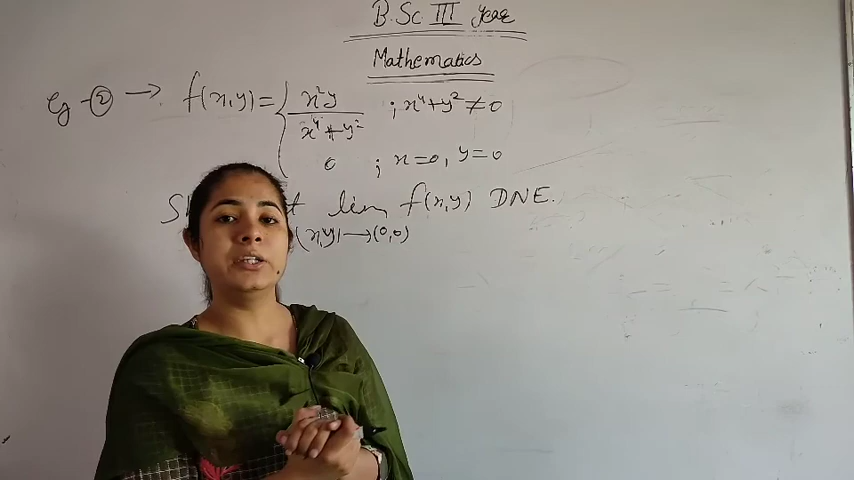 B.Sc III year
Mathematics
Eg-② → f(x,y) = { x²y / x⁴+y² ; x⁴+y² ≠ 0
0 ; x=0, y=0
lim f(x,y) DNE.
(x,y)→(0,0)